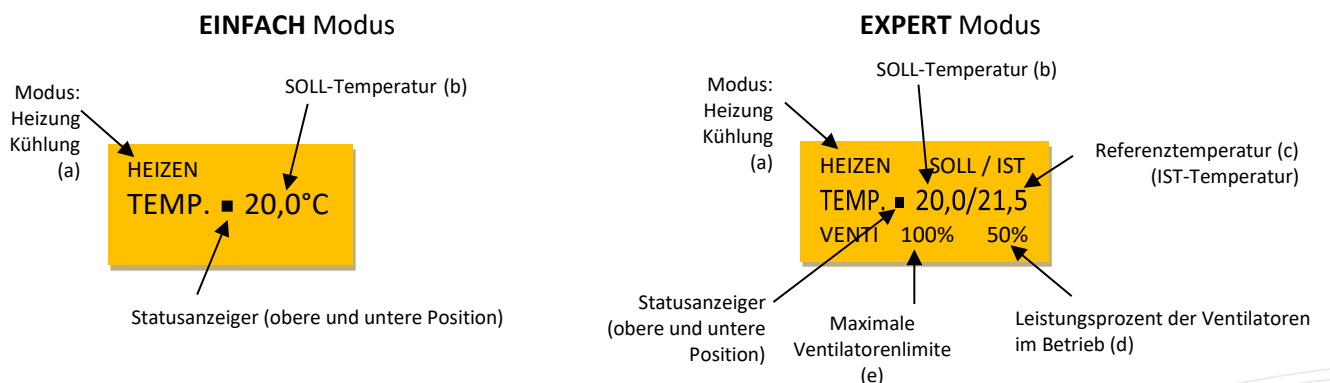 EINFACH Modus
Modus:
Heizung
Kühlung
(a)
SOLL-Temperatur (b)
HEIZEN
TEMP. ■ 20,0°C
Statusanzeiger (obere und untere Position)
EXPERT Modus
Modus:
Heizung
Kühlung
(a)
SOLL-Temperatur (b)
HEIZEN SOLL / IST
TEMP. ■ 20,0/21,5
VENTI 100% 50%
Referenztemperatur (c)
(IST-Temperatur)
Statusanzeiger
(obere und untere
Position)
Maximale
Ventilatorenlimite
(e)
Leistungsprozent der Ventilatoren
im Betrieb (d)